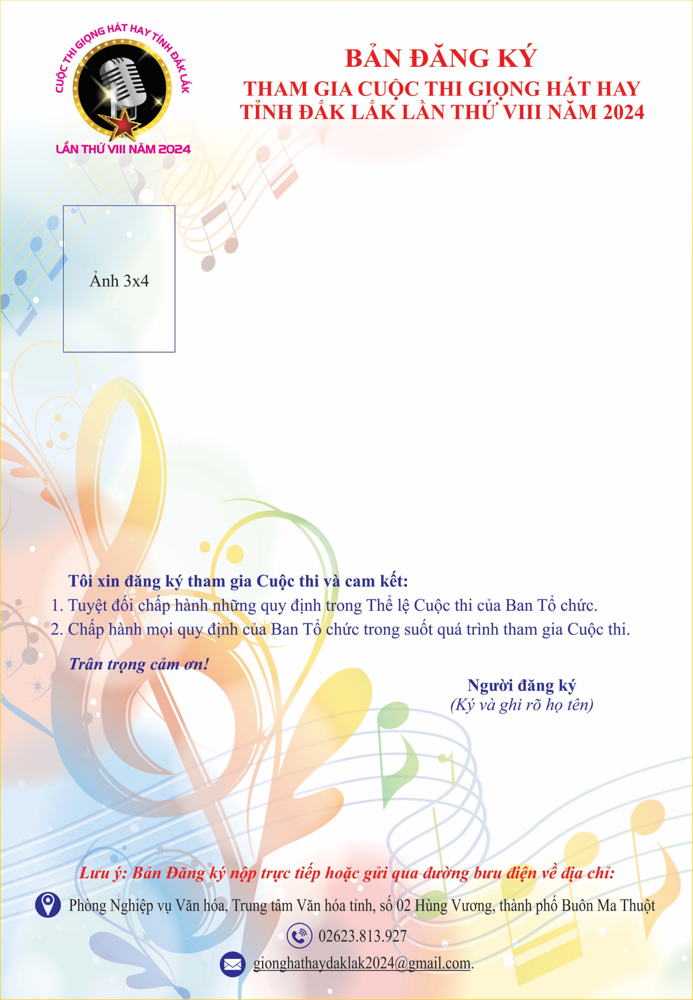 CUỘC THI GIỌNG HÁT HAY TỈNH ĐẮK LẮK
LẦN THỨ VIII NĂM 2024
BẢN ĐĂNG KÝ
THAM GIA CUỘC THI GIỌNG HÁT HAY
TỈNH ĐẮK LẮK LẦN THỨ VIII NĂM 2024
Ảnh 3x4
Tôi xin đăng ký tham gia Cuộc thi và cam kết:
1. Tuyệt đối chấp hành những quy định trong Thể lệ Cuộc thi của Ban Tổ chức.
2. Chấp hành mọi quy định của Ban Tổ chức trong suốt quá trình tham gia Cuộc thi.
Trân trọng cảm ơn!
Người đăng ký
(Ký và ghi rõ họ tên)
Lưu ý: Bản Đăng ký nộp trực tiếp hoặc gửi qua đường bưu điện về địa chỉ:
Phòng Nghiệp vụ Văn hóa, Trung tâm Văn hóa tỉnh, số 02 Hùng Vương, thành phố Buôn Ma Thuột
02623.813.927
gionghathaydaklak2024@gmail.com.